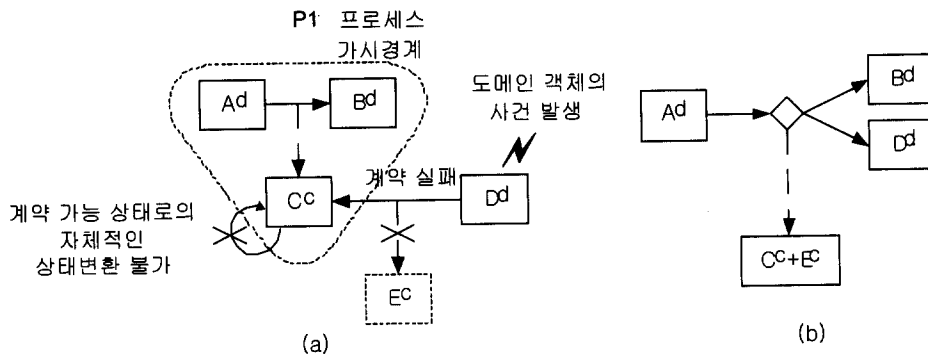 P1 프로세스
가시경계
Ad
Bd
도메인 객체의
사건 발생
계약 실패
Cc
Dd
계약 가능 상태로의
자체적인
상태변환 불가
Ec
(a)
Ad
Bd
Dd
Cc+Ec
(b)